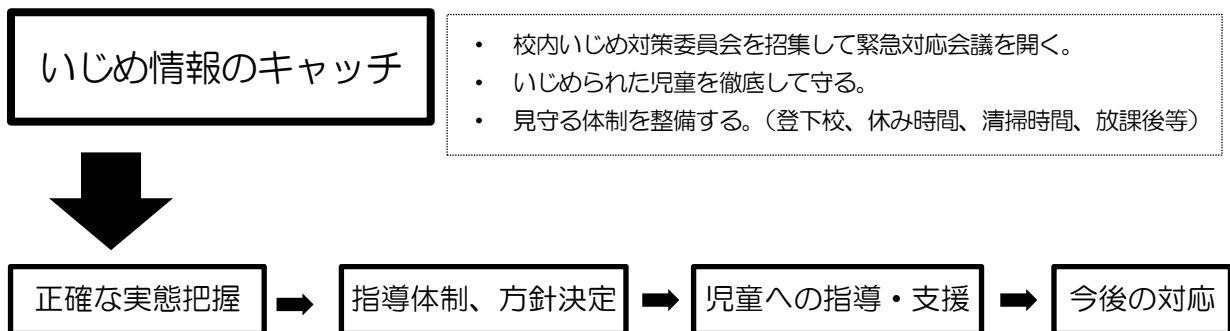 いじめ情報のキャッチ
・ 校内いじめ対策委員会を招集して緊急対応会議を開く。
・ いじめられた児童を徹底して守る。
・ 見守る体制を整備する。（登下校、休み時間、清掃時間、放課後等）
正確な実態把握
指導体制、方針決定
児童への指導・支援
今後の対応